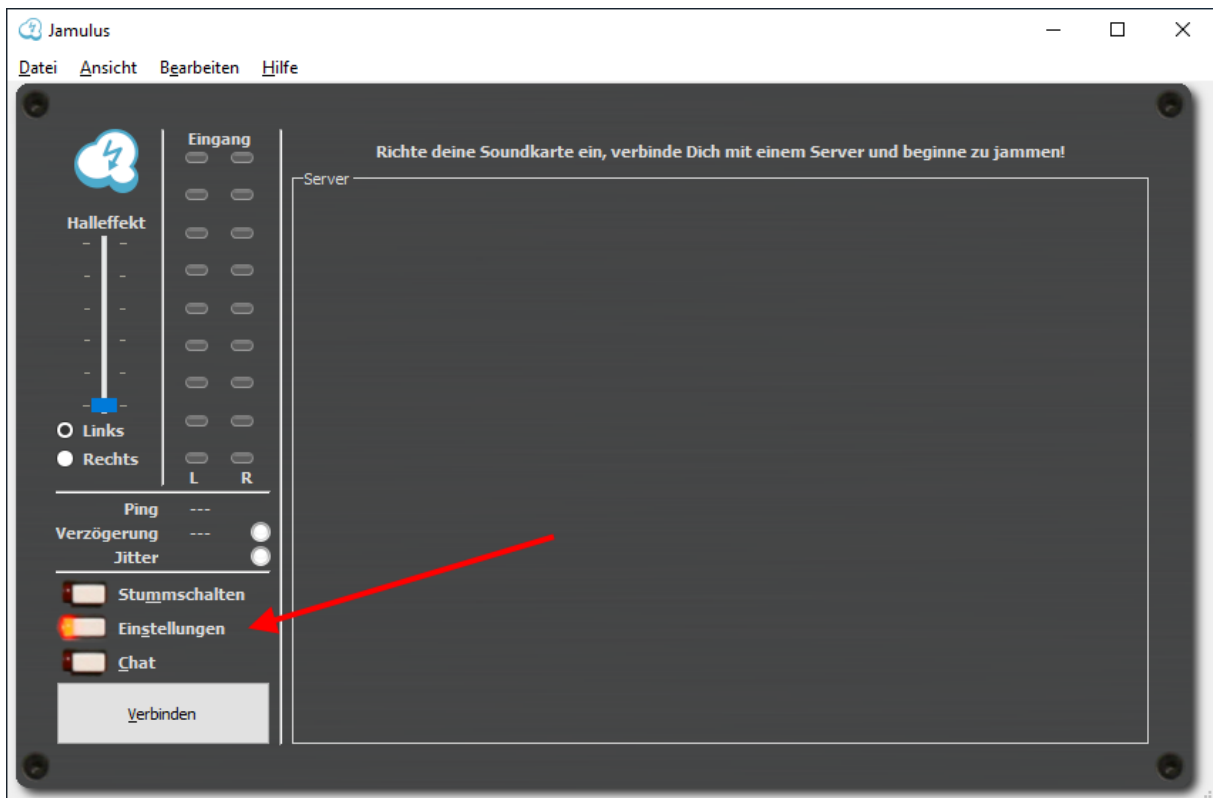 Jamulus
Datei Ansicht Bearbeiten Hilfe
Eingang
Richte deine Soundkarte ein, verbinde Dich mit einem Server und beginne zu jammen!
Server
Halleffekt
Links
Rechts
L R
Ping ---
Verzögerung ---
Jitter
Stummschalten
Einstellungen
Chat
Verbinden